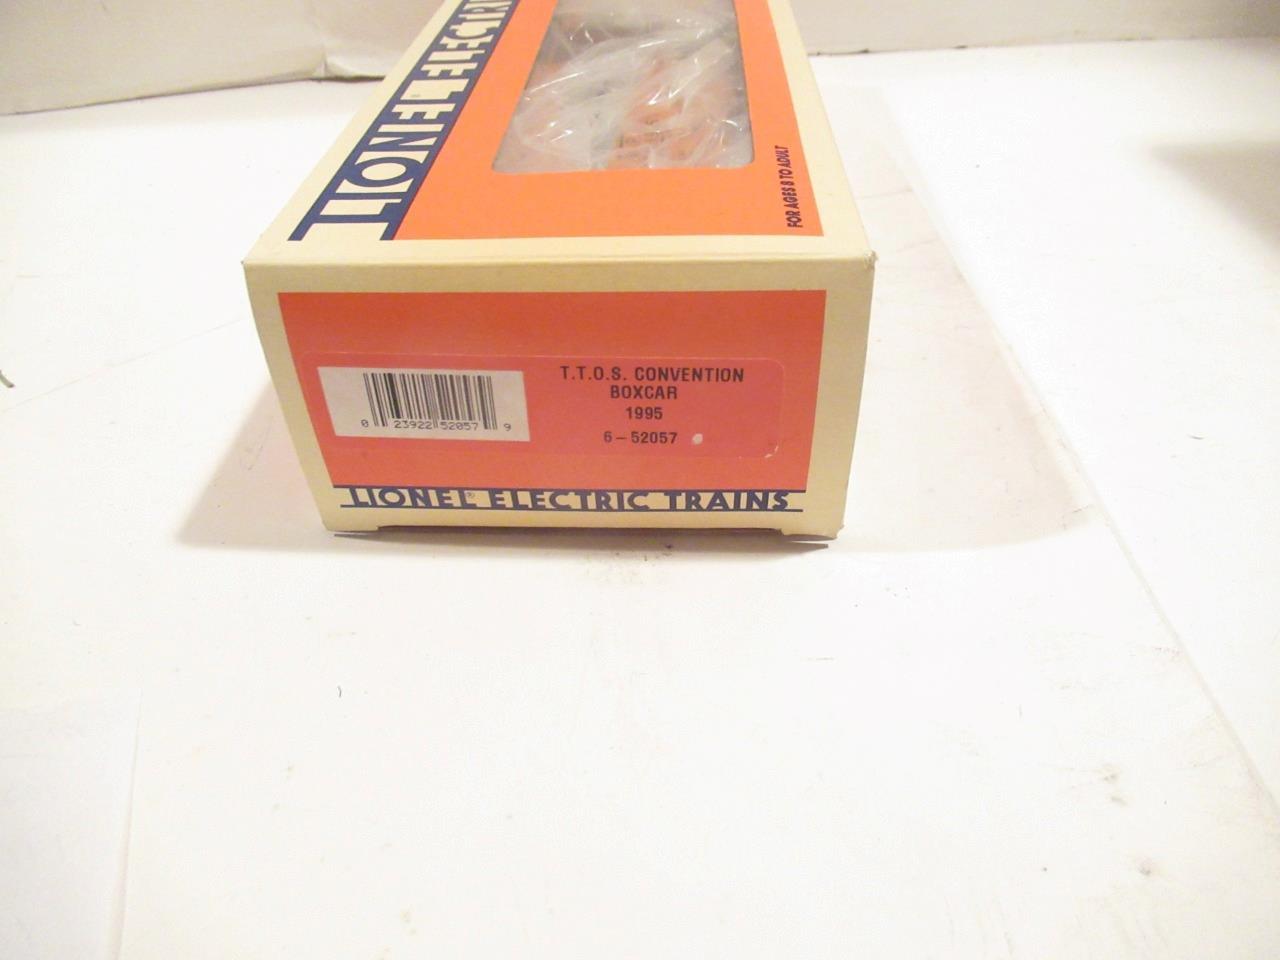 LIONEL
FOR AGES 8 TO ADULT
T.T.O.S. CONVENTION
BOXCAR
1995
6-52057
0 23922 52057 9
LIONEL® ELECTRIC TRAINS